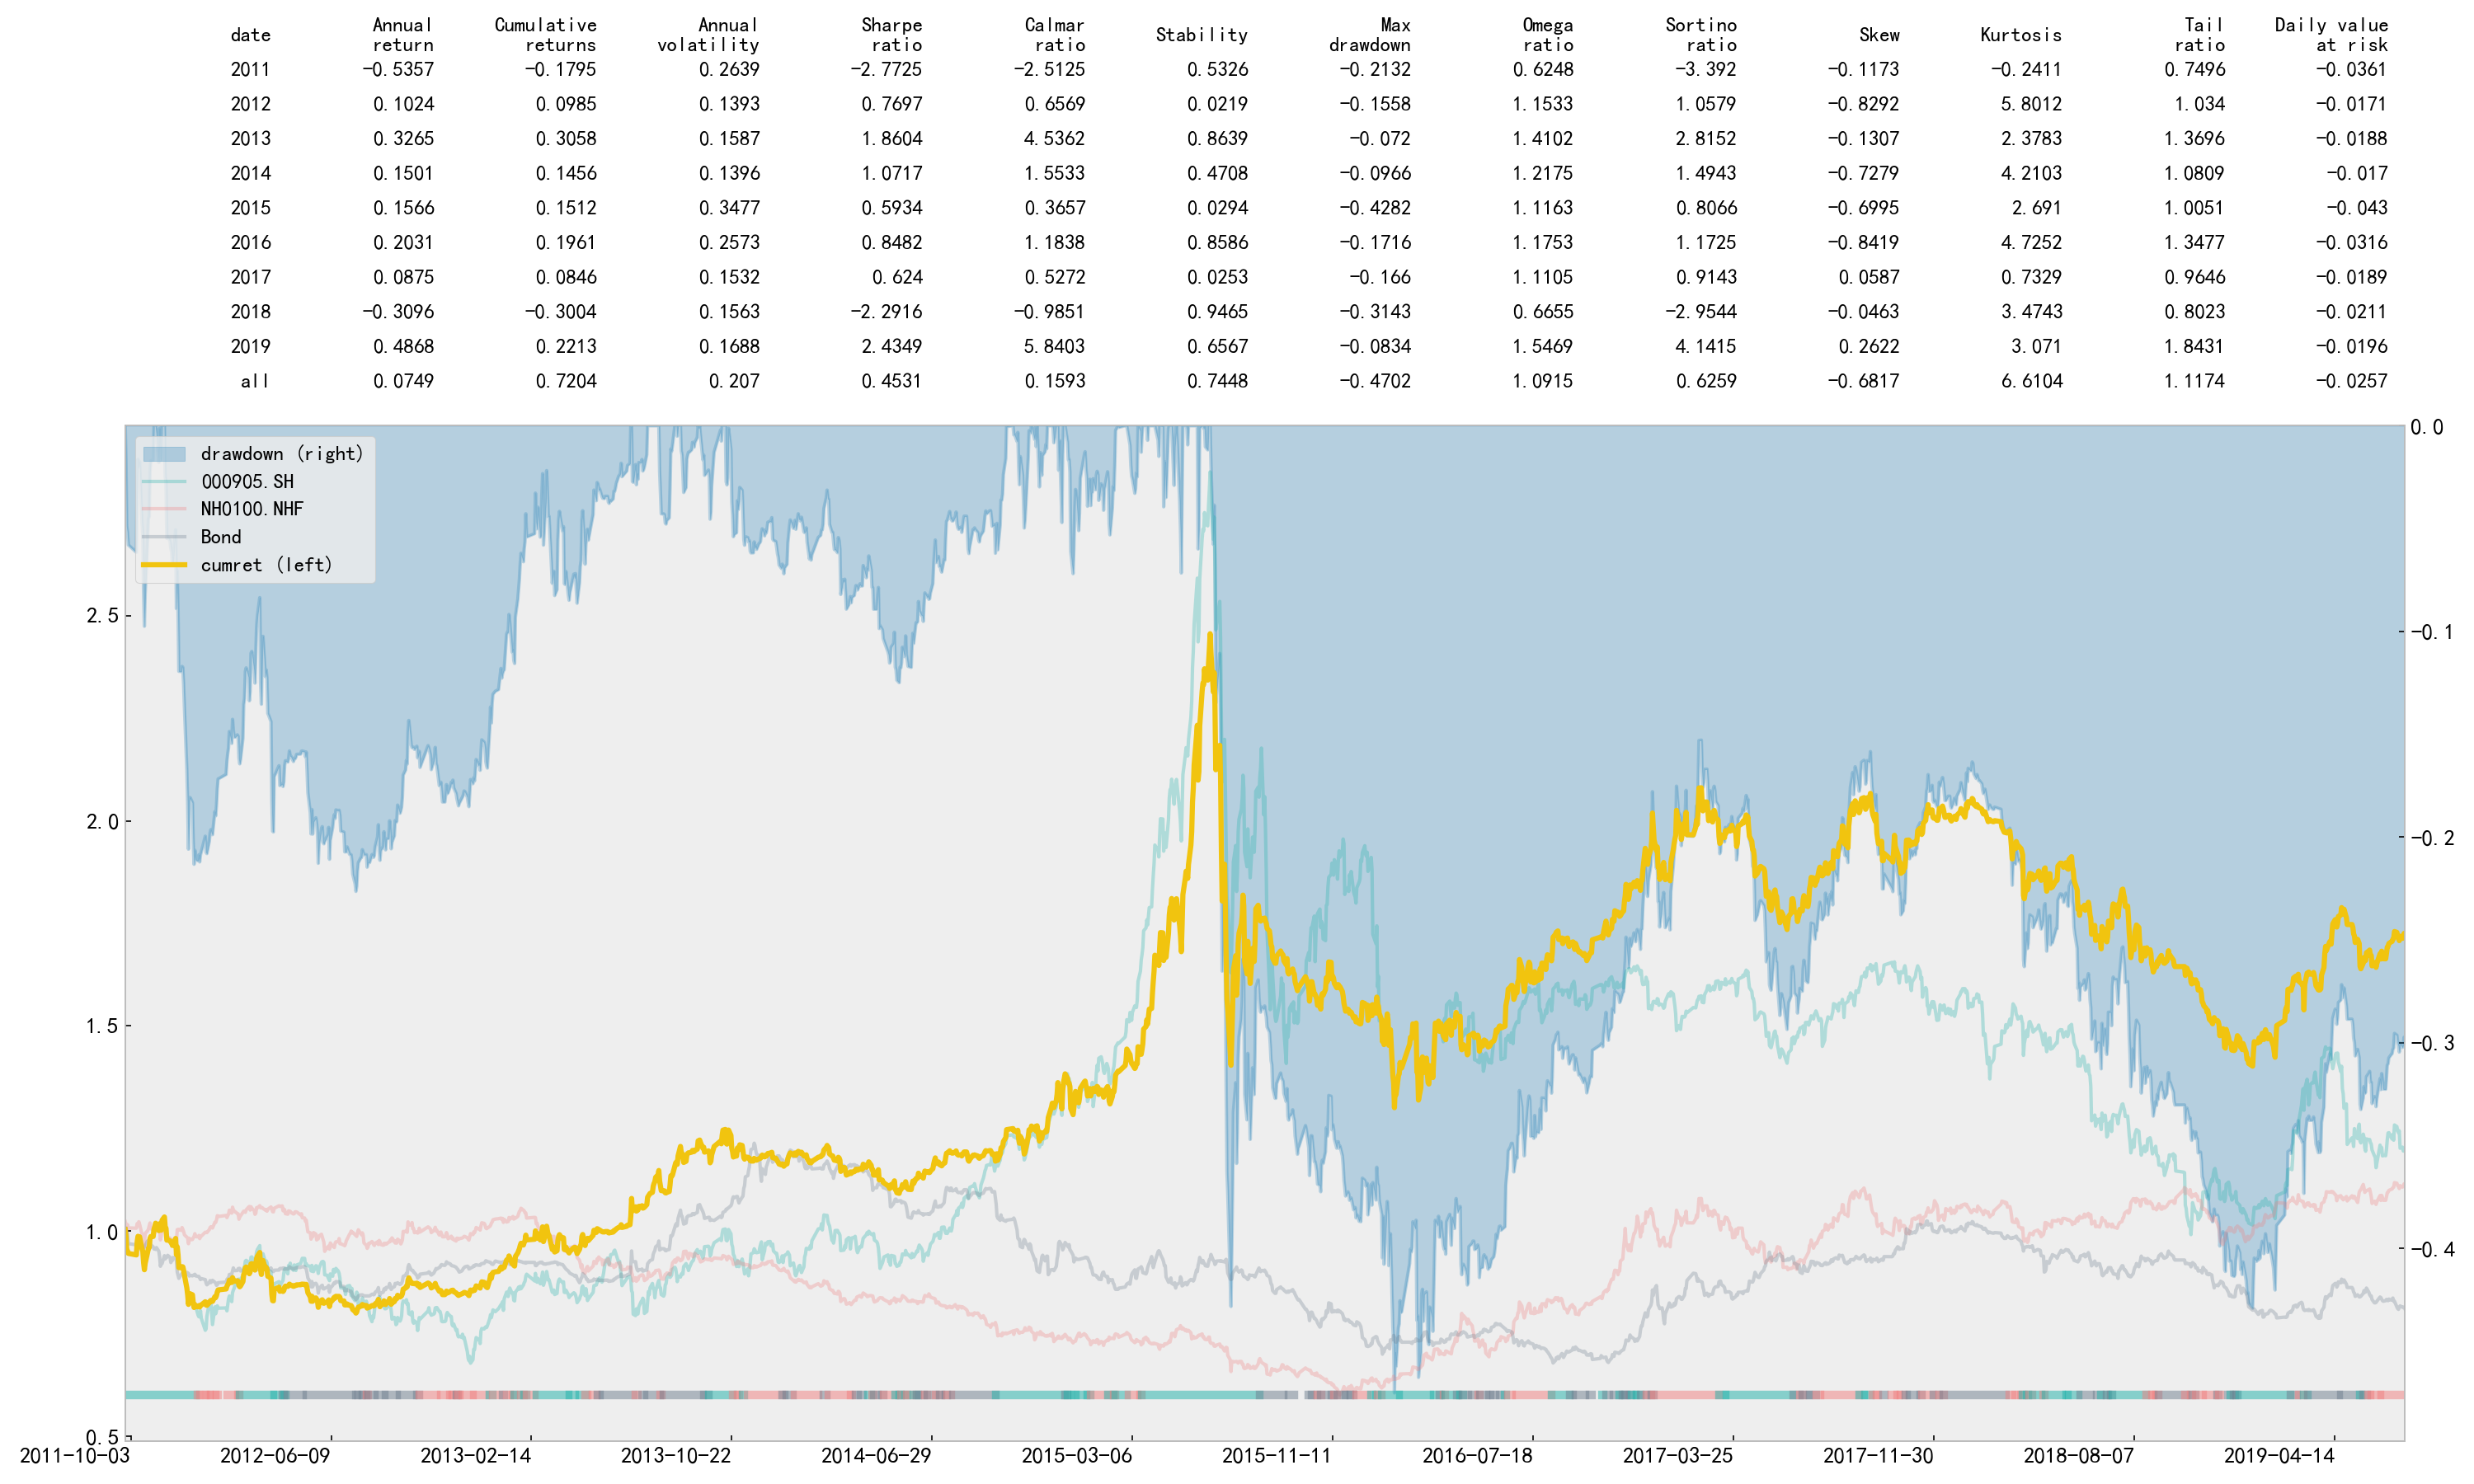 date Annual return Cumulative returns Annual volatility Sharpe ratio Calmar ratio Stability Max drawdown Omega ratio Sortino ratio Skew Kurtosis Tail ratio Daily value at risk
2011 −0.5357 −0.1795 0.2639 −2.7725 −2.5125 0.5326 −0.2132 0.6248 −3.392 −0.1173 −0.2411 0.7496 −0.0361
2012 0.1024 0.0985 0.1393 0.7697 0.6569 0.0219 −0.1558 1.1533 1.0579 −0.8292 5.8012 1.034 −0.0171
2013 0.3265 0.3058 0.1587 1.8604 4.5362 0.8639 −0.072 1.4102 2.8152 −0.1307 2.3783 1.3696 −0.0188
2014 0.1501 0.1456 0.1396 1.0717 1.5533 0.4708 −0.0966 1.2175 1.4943 −0.7279 4.2103 1.0809 −0.017
2015 0.1566 0.1512 0.3477 0.5934 0.3657 0.0294 −0.4282 1.1163 0.8066 −0.6995 2.691 1.0051 −0.043
2016 0.2031 0.1961 0.2573 0.8482 1.1838 0.8586 −0.1716 1.1753 1.1725 −0.8419 4.7252 1.3477 −0.0316
2017 0.0875 0.0846 0.1532 0.624 0.5272 0.0253 −0.166 1.1105 0.9143 0.0587 0.7329 0.9646 −0.0189
2018 −0.3096 −0.3004 0.1563 −2.2916 −0.9851 0.9465 −0.3143 0.6655 −2.9544 −0.0463 3.4743 0.8023 −0.0211
2019 0.4868 0.2213 0.1688 2.4349 5.8403 0.6567 −0.0834 1.5469 4.1415 0.2622 3.071 1.8431 −0.0196
all 0.0749 0.7204 0.207 0.4531 0.1593 0.7448 −0.4702 1.0915 0.6259 −0.6817 6.6104 1.1174 −0.0257
drawdown (right)
000905.SH
NH0100.NHF
Bond
cumret (left)
2.5
2.0
1.5
1.0
0.5
0.0
−0.1
−0.2
−0.3
−0.4
2011-10-03 2012-06-09 2013-02-14 2013-10-22 2014-06-29 2015-03-06 2015-11-11 2016-07-18 2017-03-25 2017-11-30 2018-08-07 2019-04-14